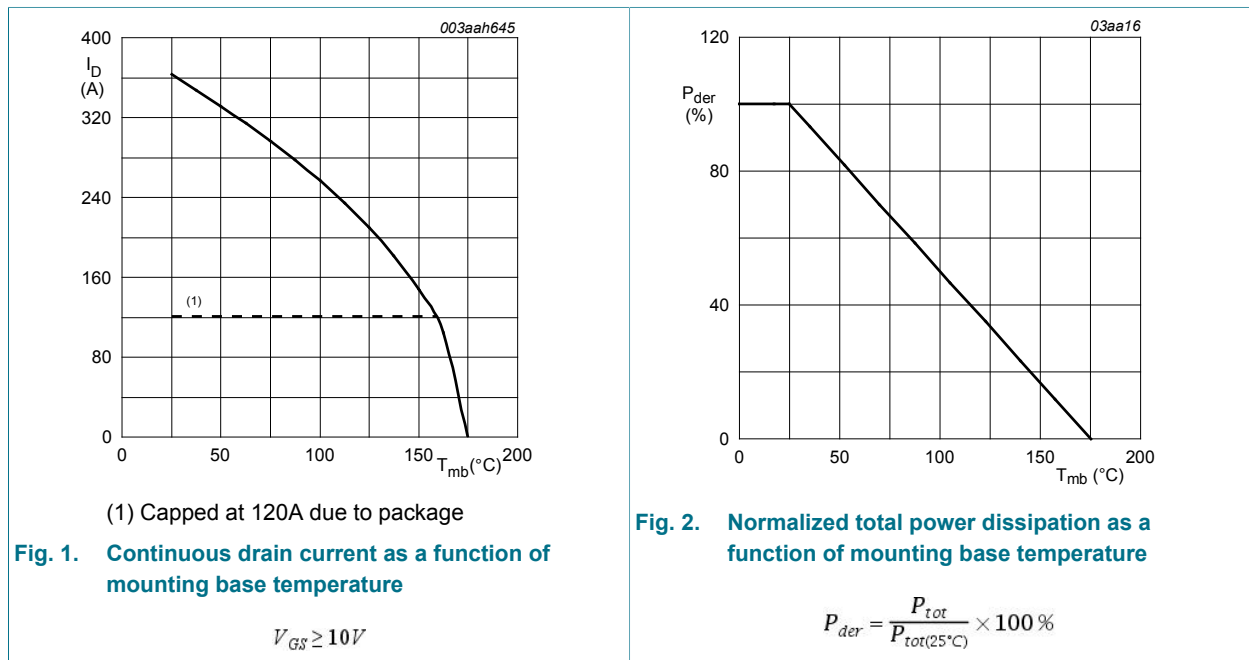 003aah645
400
I_D
(A)
320
240
160
(1)
80
0
0
50
100
150
200
T_mb(°C)
(1) Capped at 120A due to package
Fig. 1. Continuous drain current as a function of
mounting base temperature
V_GS ≥ 10V
03aa16
120
P_der
(%)
80
40
0
0
50
100
150
200
T_mb (°C)
Fig. 2. Normalized total power dissipation as a
function of mounting base temperature
P_der = P_tot / P_tot(25°C) × 100 %